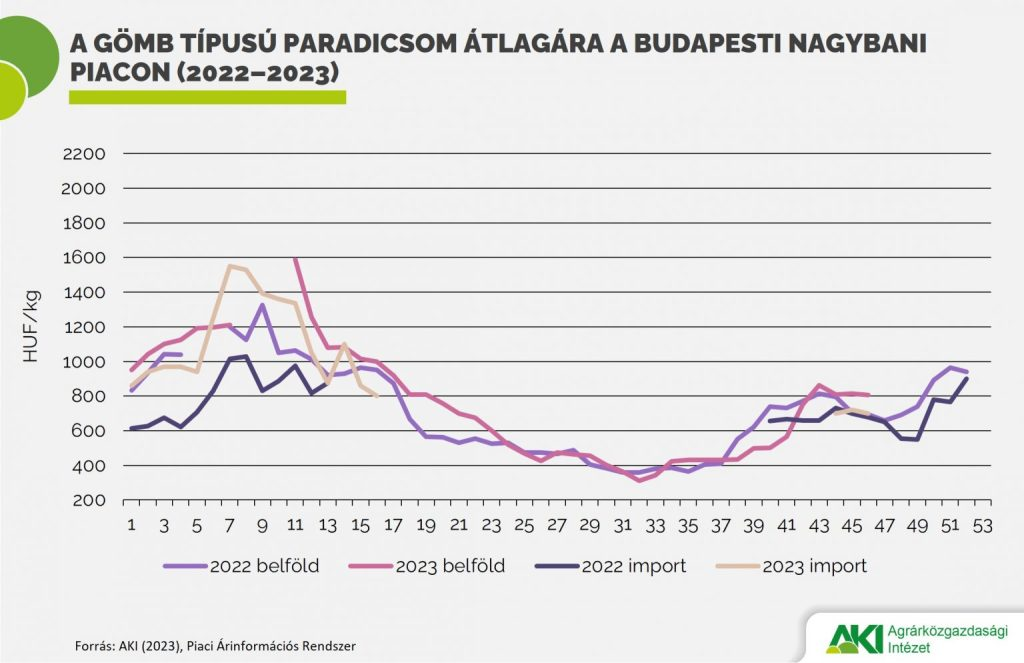 A GÖMB TÍPUSÚ PARADICSOM ÁTLAGÁRA A BUDAPESTI NAGYBANI
PIACON (2022–2023)
HUF/kg
2200
2000
1800
1600
1400
1200
1000
800
600
400
200
1 3 5 7 9 11 13 15 17 19 21 23 25 27 29 31 33 35 37 39 41 43 45 47 49 51 53
2022 belföld 2023 belföld 2022 import 2023 import
Forrás: AKI (2023), Piaci Árinformációs Rendszer
AKI Agrárközgazdasági
Intézet